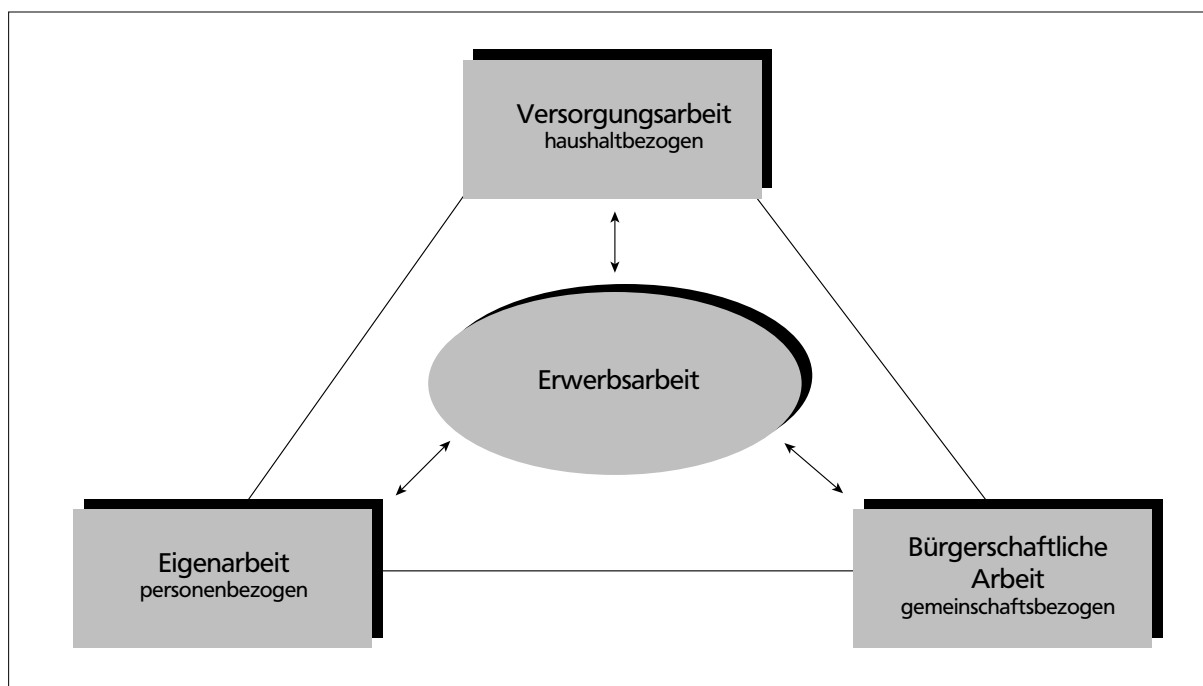 Versorgungsarbeit
haushaltbezogen
Erwerbsarbeit
Eigenarbeit
personenbezogen
Bürgerschaftliche
Arbeit
gemeinschaftsbezogen